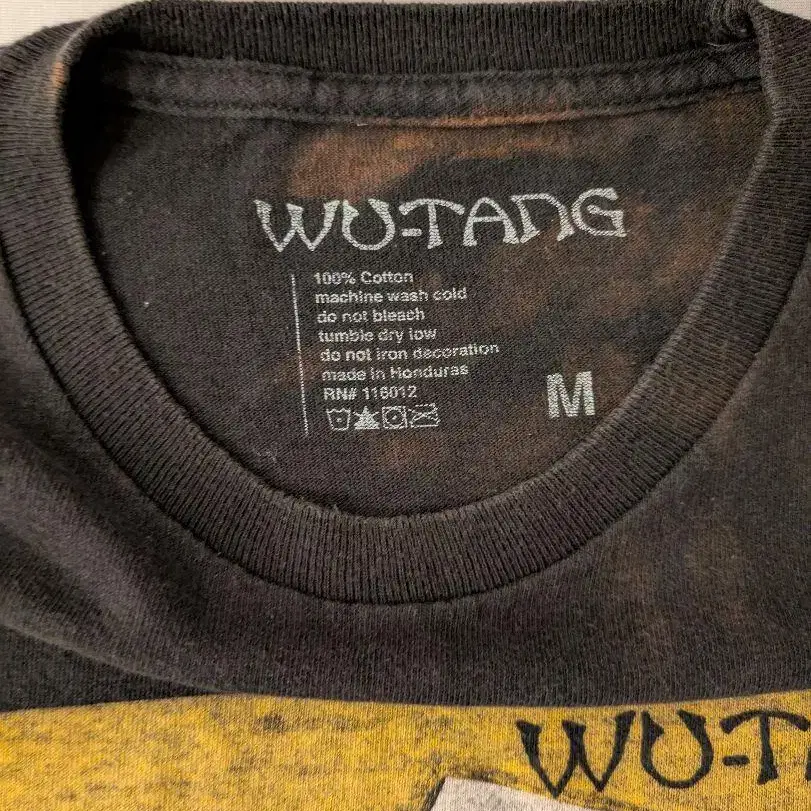 WU-TANG
100% Cotton
machine wash cold
do not bleach
tumble dry low
do not iron decoration
made in Honduras
RN# 116012
M
WU-T